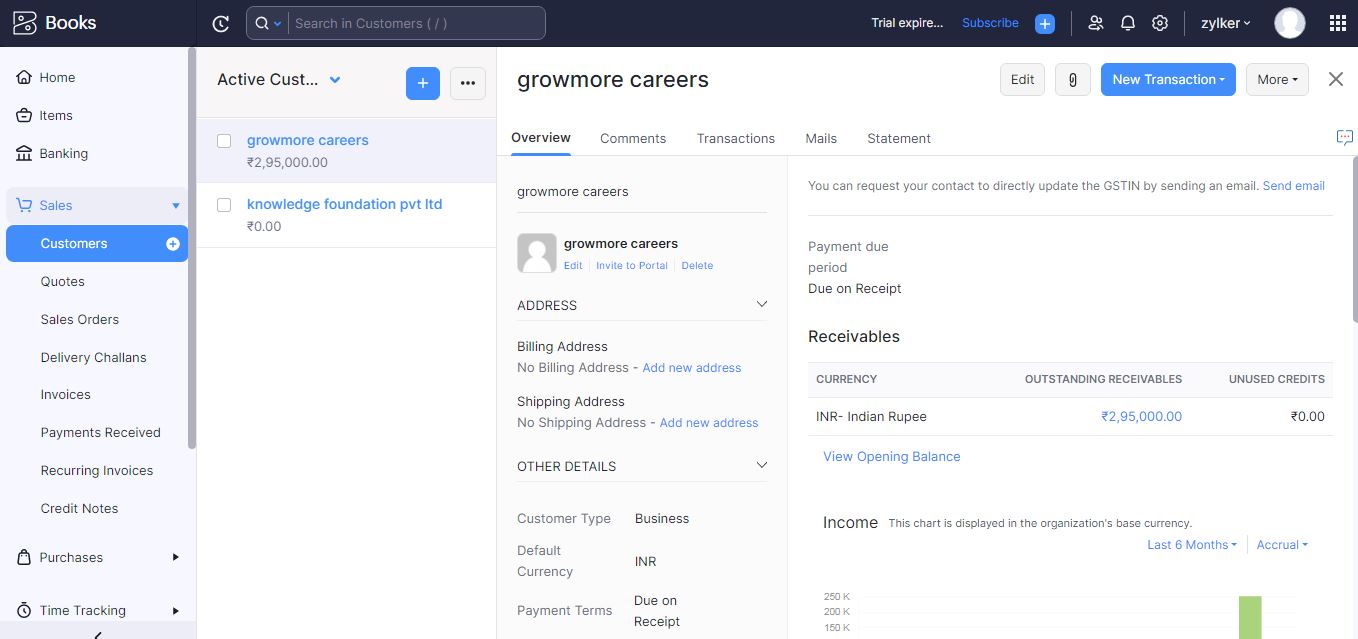 Books
Search in Customers ( / )
Trial expire...
Subscribe
zylker
Home
Items
Banking
Sales
Customers
Quotes
Sales Orders
Delivery Challans
Invoices
Payments Received
Recurring Invoices
Credit Notes
Purchases
Time Tracking
Active Cust...
growmore careers
₹2,95,000.00
knowledge foundation pvt ltd
₹0.00
growmore careers
Edit
New Transaction
More
Overview
Comments
Transactions
Mails
Statement
growmore careers
growmore careers
Edit
Invite to Portal
Delete
ADDRESS
Billing Address
No Billing Address - Add new address
Shipping Address
No Shipping Address - Add new address
OTHER DETAILS
Customer Type Business
Default
Currency
INR
Payment Terms
Due on
Receipt
You can request your contact to directly update the GSTIN by sending an email. Send email
Payment due
period
Due on Receipt
Receivables
CURRENCY OUTSTANDING RECEIVABLES UNUSED CREDITS
INR- Indian Rupee ₹2,95,000.00 ₹0.00
View Opening Balance
Income This chart is displayed in the organization's base currency.
Last 6 Months Accrual
250 K
200 K
150 K